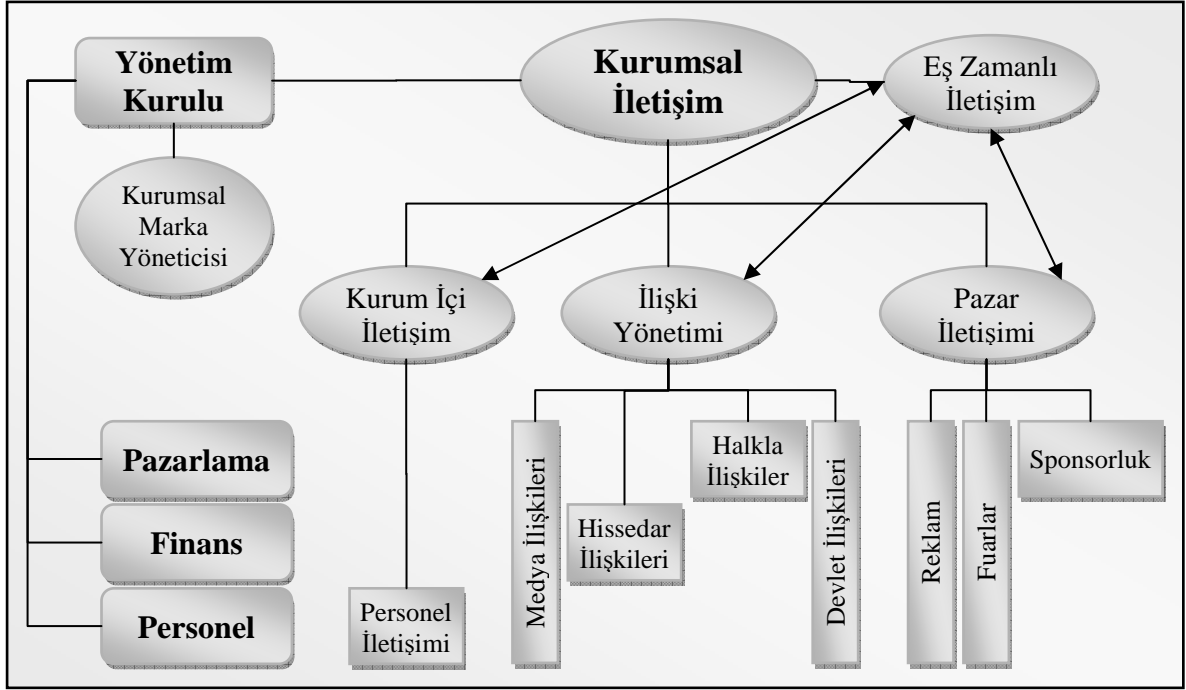 Yönetim
Kurulu
Kurumsal
İletişim
Eş Zamanlı
İletişim
Kurumsal
Marka
Yöneticisi
Kurum İçi
İletişim
İlişki
Yönetimi
Pazar
İletişimi
Pazarlama
Finans
Personel
Personel
İletişimi
Medya İlişkileri
Hissedar
İlişkileri
Halkla
İlişkiler
Devlet İlişkileri
Reklam
Fuarlar
Sponsorluk